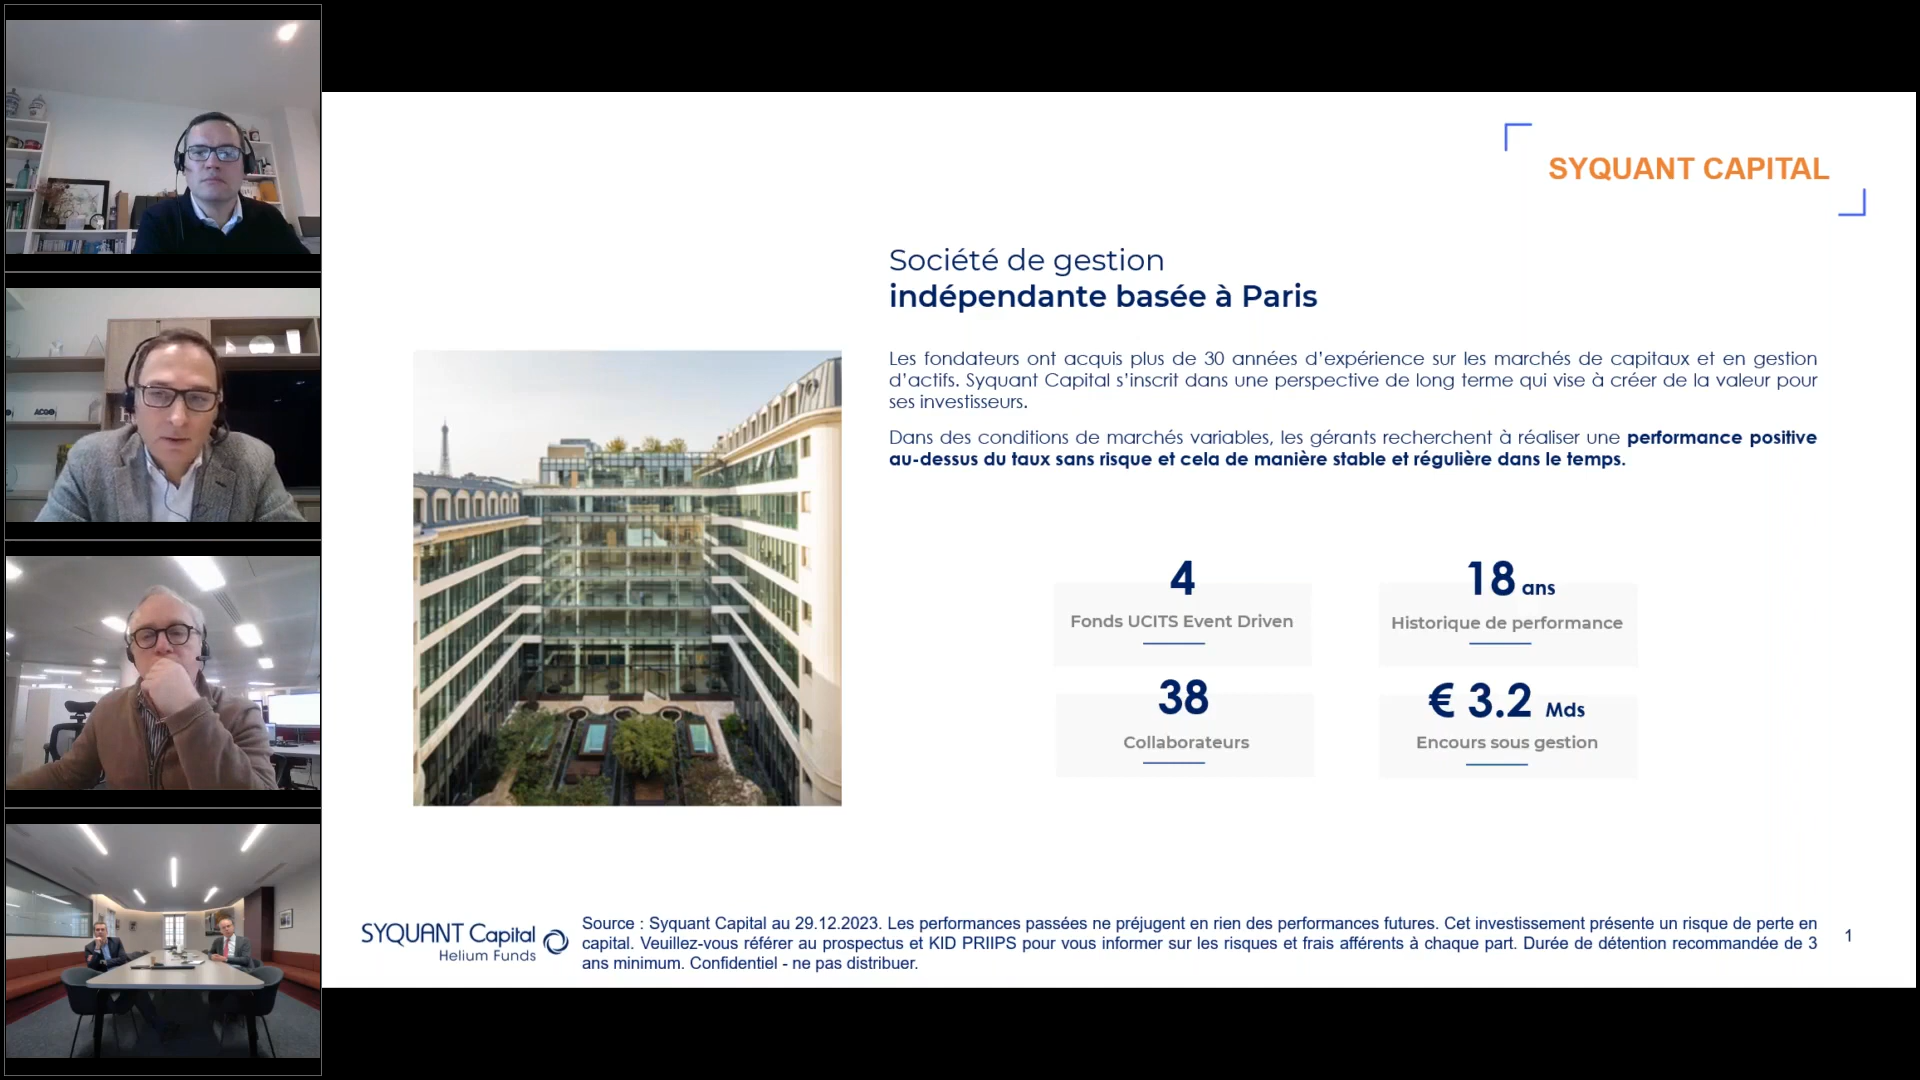 SYQUANT CAPITAL
Société de gestion
indépendante basée à Paris
Les fondateurs ont acquis plus de 30 années d’expérience sur les marchés de capitaux et en gestion
d’actifs. Syquant Capital s’inscrit dans une perspective de long terme qui vise à créer de la valeur pour
ses investisseurs.
Dans des conditions de marchés variables, les gérants recherchent à réaliser une performance positive
au-dessus du taux sans risque et cela de manière stable et régulière dans le temps.
4
Fonds UCITS Event Driven
18 ans
Historique de performance
38
Collaborateurs
€ 3.2 Mds
Encours sous gestion
SYQUANT Capital
Helium Funds
Source : Syquant Capital au 29.12.2023. Les performances passées ne préjugent en rien des performances futures. Cet investissement présente un risque de perte en
capital. Veuillez-vous référer au prospectus et KID PRIIPS pour vous informer sur les risques et frais afférents à chaque part. Durée de détention recommandée de 3
ans minimum. Confidentiel - ne pas distribuer.
1